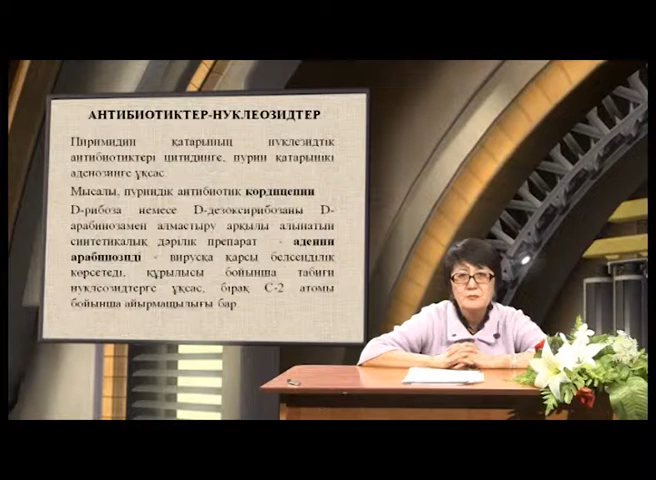 АНТИБИОТИКТЕР-НУКЛЕОЗИДТЕР
Пиримидин қатарының нуклеозидтік
антибиотиктері цитидинге, пурин қатарынікі
аденозинге ұқсас
Мысалы, пуриндік антибиотик кордицепин
D-рибоза немесе D-дезоксирибозаны D-
арабинозамен алмастыру арқылы алынатын
синтетикалық дәрілік препарат - аденин
арабинозиді - вирусқа қарсы белсенділік
көрсетеді, құрылысы бойынша табиғи
нуклеозидтерге ұқсас, бірақ С-2 атомы
бойынша айырмашылығы бар